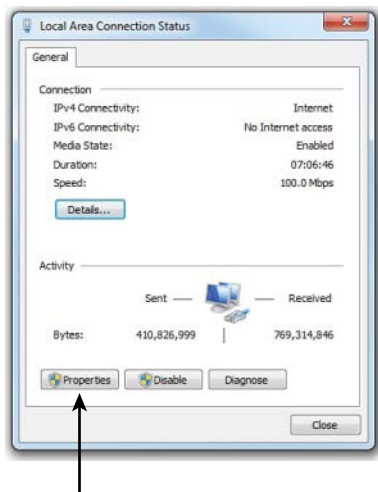 Local Area Connection Status
General
Connection
IPv4 Connectivity: Internet
IPv6 Connectivity: No Internet access
Media State: Enabled
Duration: 07:06:46
Speed: 100.0 Mbps
Details...
Activity
Sent Received
Bytes: 410,826,999 769,314,846
Properties Disable Diagnose
Close